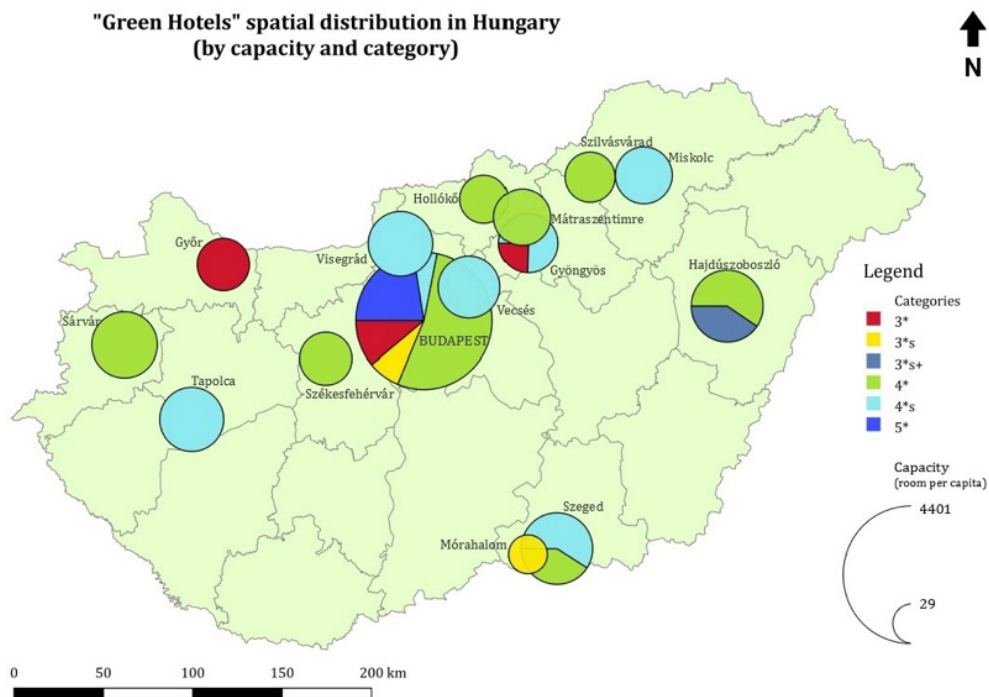 "Green Hotels" spatial distribution in Hungary
(by capacity and category)
N
Szilvásvárad
Miskolc
Hollókő
Mátraszentimre
Győr
Visegrád
Gyöngyös
Hajdúszoboszló
Vecsés
Sárvár
BUDAPEST
Tapolca
Székesfehérvár
Szeged
Mórahalom
Legend
Categories
3*
3*s
3*s+
4*
4*s
5*
Capacity
(room per capita)
4401
29
0 50 100 150 200 km